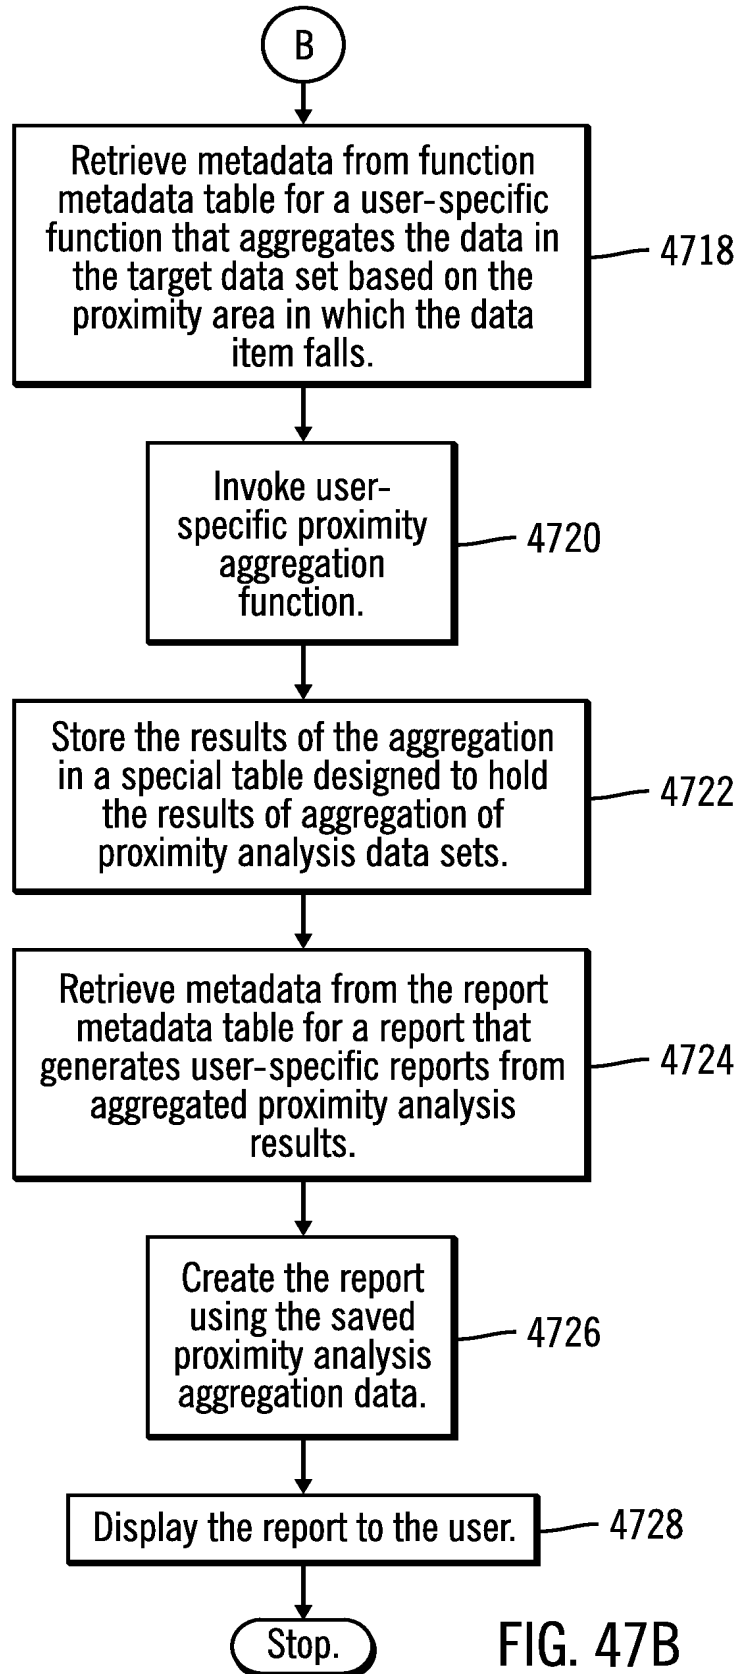 B
Retrieve metadata from function
metadata table for a user-specific
function that aggregates the data in
the target data set based on the
proximity area in which the data
item falls.
4718
Invoke user-
specific proximity
aggregation
function.
4720
Store the results of the aggregation
in a special table designed to hold
the results of aggregation of
proximity analysis data sets.
4722
Retrieve metadata from the report
metadata table for a report that
generates user-specific reports from
aggregated proximity analysis
results.
4724
Create the report
using the saved
proximity analysis
aggregation data.
4726
Display the report to the user.
4728
Stop.
FIG. 47B